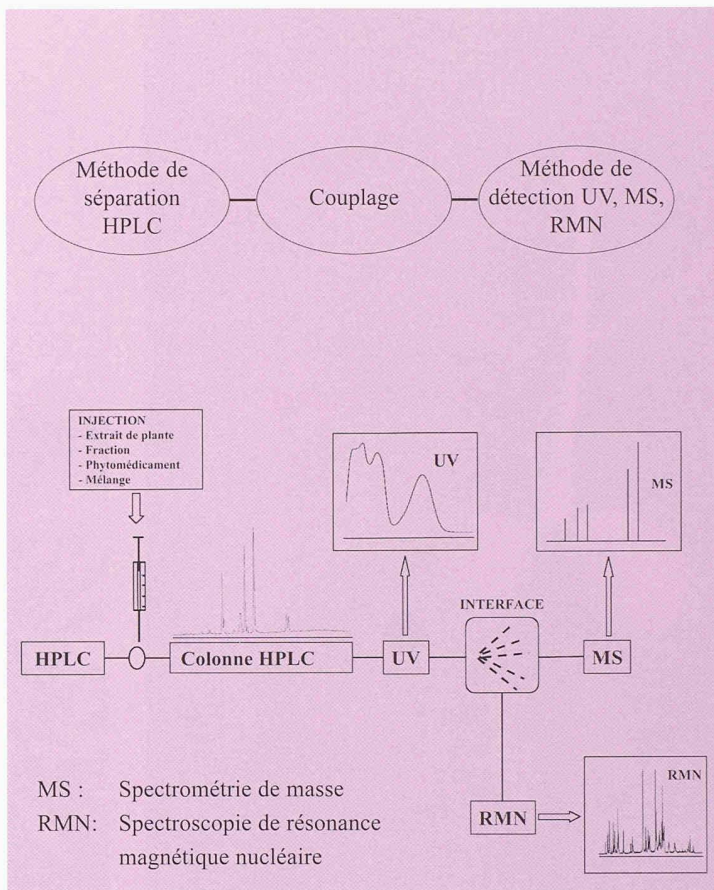 Méthode de
séparation
HPLC
Couplage
Méthode de
détection UV, MS,
RMN
INJECTION
- Extrait de plante
- Fraction
- Phytomédicament
- Mélange
UV
MS
INTERFACE
HPLC
Colonne HPLC
UV
MS
RMN
RMN
MS : Spectrométrie de masse
RMN: Spectroscopie de résonance
magnétique nucléaire